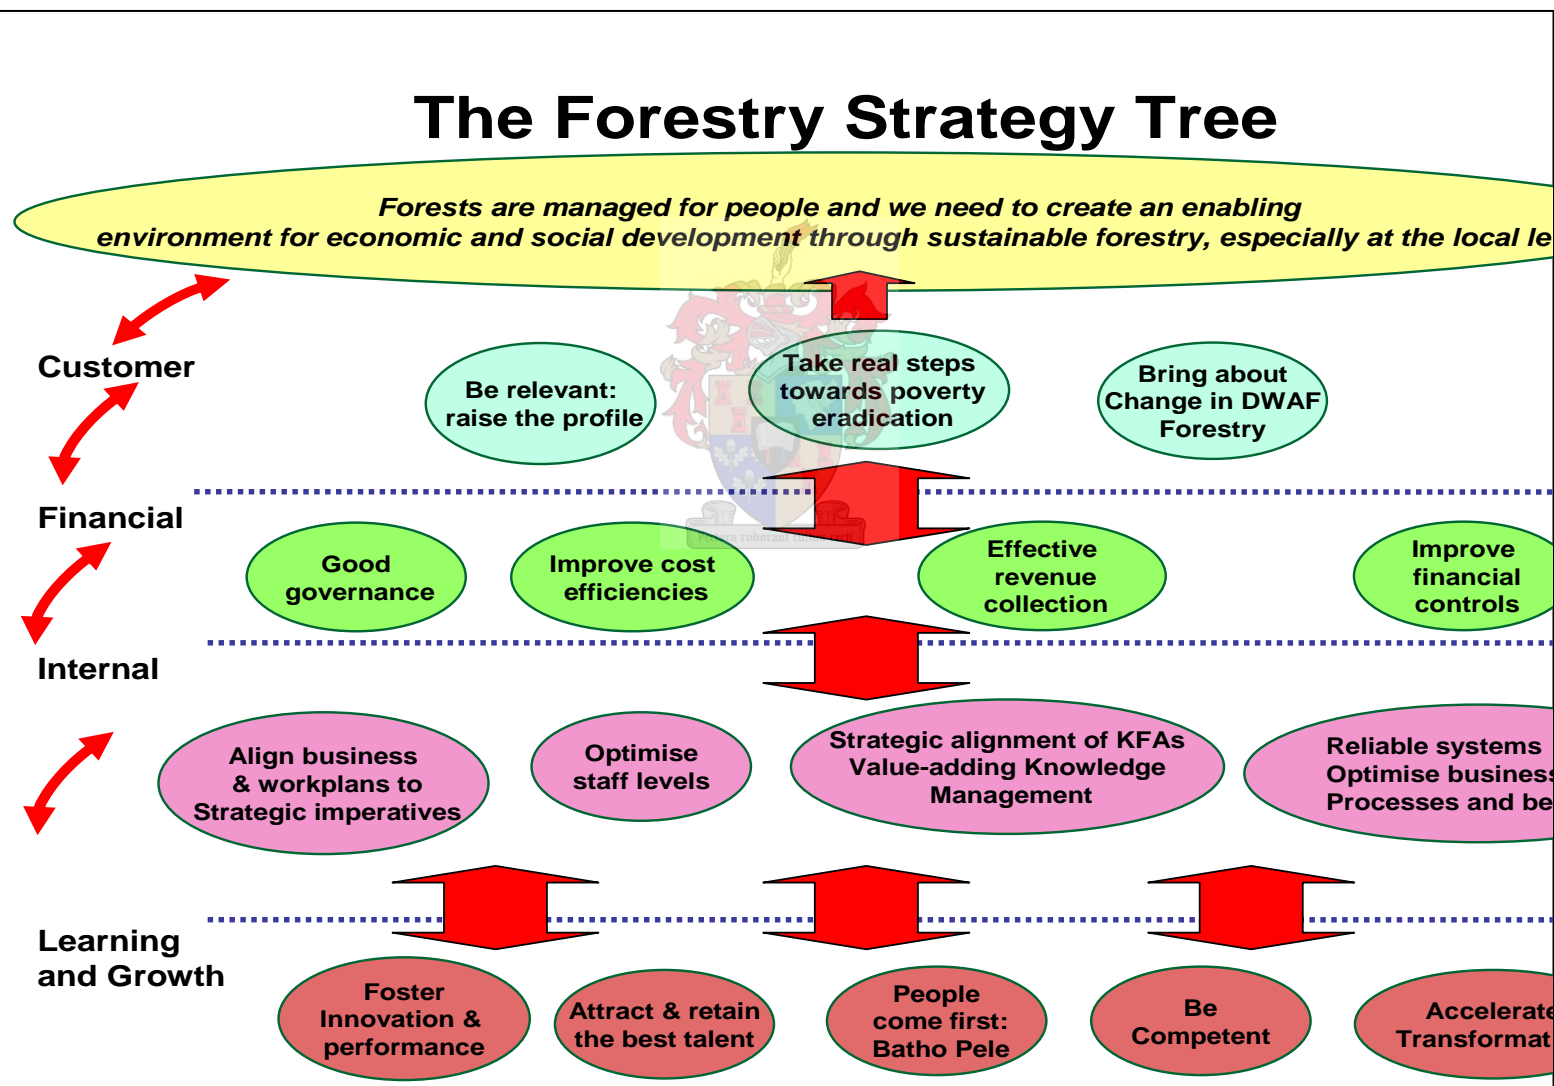 The Forestry Strategy Tree
Forests are managed for people and we need to create an enabling
environment for economic and social development through sustainable forestry, especially at the local le
Customer
Be relevant:
raise the profile
Take real steps
towards poverty
eradication
Bring about
Change in DWAF
Forestry
Financial
Good
governance
Improve cost
efficiencies
Effective
revenue
collection
Improve
financial
controls
Internal
Align business
& workplans to
Strategic imperatives
Optimise
staff levels
Strategic alignment of KFAs
Value-adding Knowledge
Management
Reliable systems
Optimise business
Processes and be
Learning
and Growth
Foster
Innovation &
performance
Attract & retain
the best talent
People
come first:
Batho Pele
Be
Competent
Accelerate
Transformat